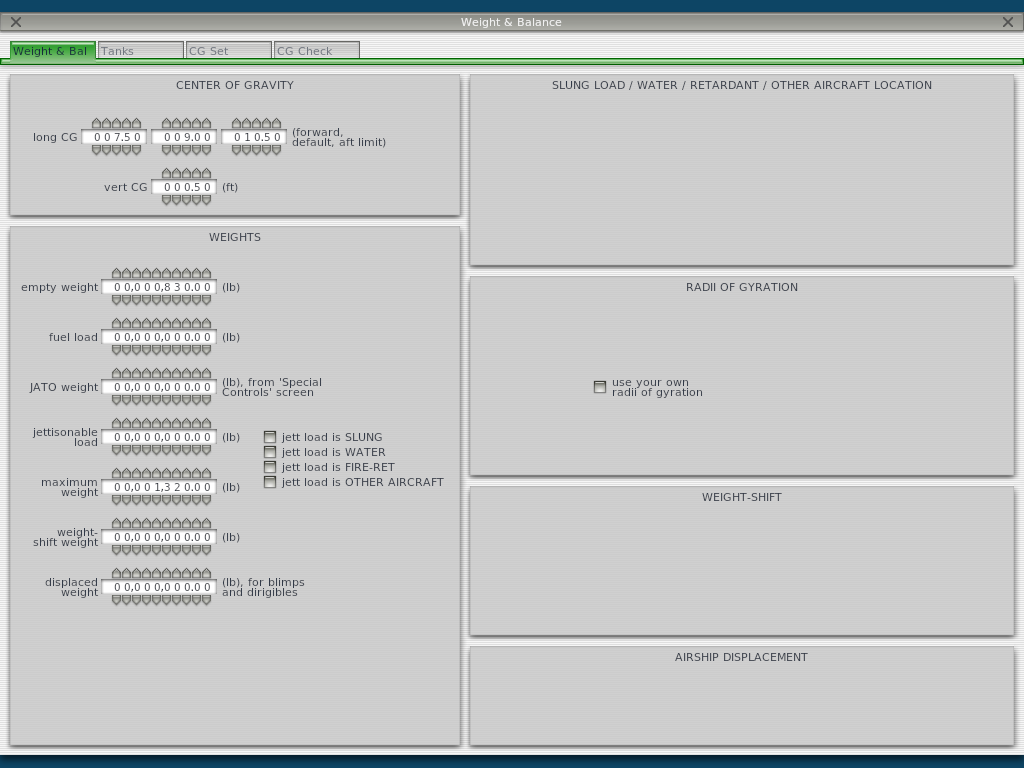 Weight & Balance
Weight & Bal
Tanks
CG Set
CG Check
CENTER OF GRAVITY
long CG
0 0 7.5 0
0 0 9.0 0
0 1 0.5 0
(forward,
default, aft limit)
vert CG
0 0 0.5 0
(ft)
WEIGHTS
empty weight
0 0,0 0 0,8 3 0.0 0
(lb)
fuel load
0 0,0 0 0,0 0 0.0 0
(lb)
JATO weight
0 0,0 0 0,0 0 0.0 0
(lb), from 'Special
Controls' screen
jettisonable
load
0 0,0 0 0,0 0 0.0 0
(lb)
jett load is SLUNG
jett load is WATER
jett load is FIRE-RET
jett load is OTHER AIRCRAFT
maximum
weight
0 0,0 0 1,3 2 0.0 0
(lb)
weight-
shift weight
0 0,0 0 0,0 0 0.0 0
(lb)
displaced
weight
0 0,0 0 0,0 0 0.0 0
(lb), for blimps
and dirigibles
SLUNG LOAD / WATER / RETARDANT / OTHER AIRCRAFT LOCATION
RADII OF GYRATION
use your own
radii of gyration
WEIGHT-SHIFT
AIRSHIP DISPLACEMENT